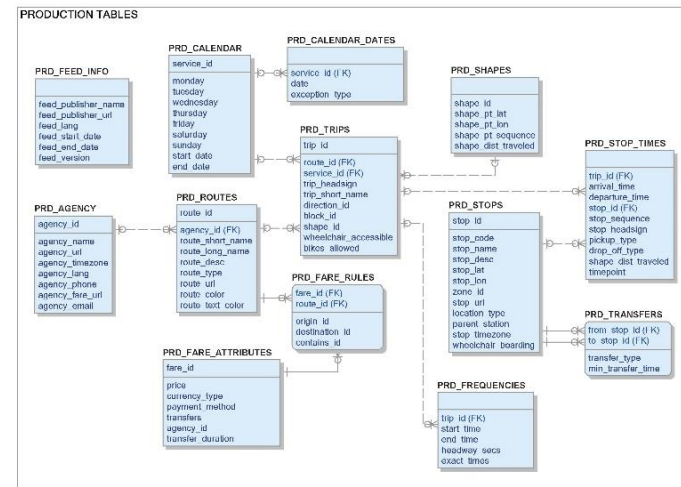 PRODUCTION TABLES
PRD_FEED_INFO
feed_publisher_name
feed_publisher_url
feed_lang
feed_start_date
feed_end_date
feed_version
PRD_CALENDAR
service_id
monday
tuesday
wednesday
thursday
friday
saturday
sunday
start_date
end_date
PRD_CALENDAR_DATES
service_id (FK)
date
exception_type
PRD_TRIPS
trip_id
route_id (FK)
service_id (FK)
trip_headsign
trip_short_name
direction_id
block_id
shape_id
wheelchair_accessible
bikes_allowed
PRD_SHAPES
shape_id
shape_pt_lat
shape_pt_lon
shape_pt_sequence
shape_dist_traveled
PRD_STOP_TIMES
trip_id (FK)
arrival_time
departure_time
stop_id (FK)
stop_sequence
stop_headsign
pickup_type
drop_off_type
shape_dist_traveled
timepoint
PRD_AGENCY
agency_id
agency_name
agency_url
agency_timezone
agency_lang
agency_phone
agency_fare_url
agency_email
PRD_ROUTES
route_id
agency_id (FK)
route_short_name
route_long_name
route_desc
route_type
route_url
route_color
route_text_color
PRD_FARE_RULES
fare_id (FK)
route_id (FK)
origin_id
destination_id
contains_id
PRD_STOPS
stop_id
stop_code
stop_name
stop_desc
stop_lat
stop_lon
zone_id
stop_url
location_type
parent_station
stop_timezone
wheelchair_boarding
PRD_TRANSFERS
from_stop_id (FK)
to_stop_id (FK)
transfer_type
min_transfer_time
PRD_FARE_ATTRIBUTES
fare_id
price
currency_type
payment_method
transfers
agency_id
transfer_duration
PRD_FREQUENCIES
trip_id (FK)
start_time
end_time
headway_secs
exact_times